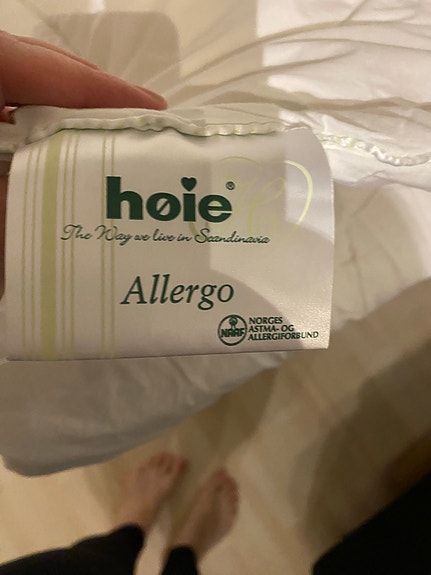 høie®
The Way we live in Scandinavia
Allergo
NAAF
NORGES
ASTMA- OG
ALLERGIFORBUND